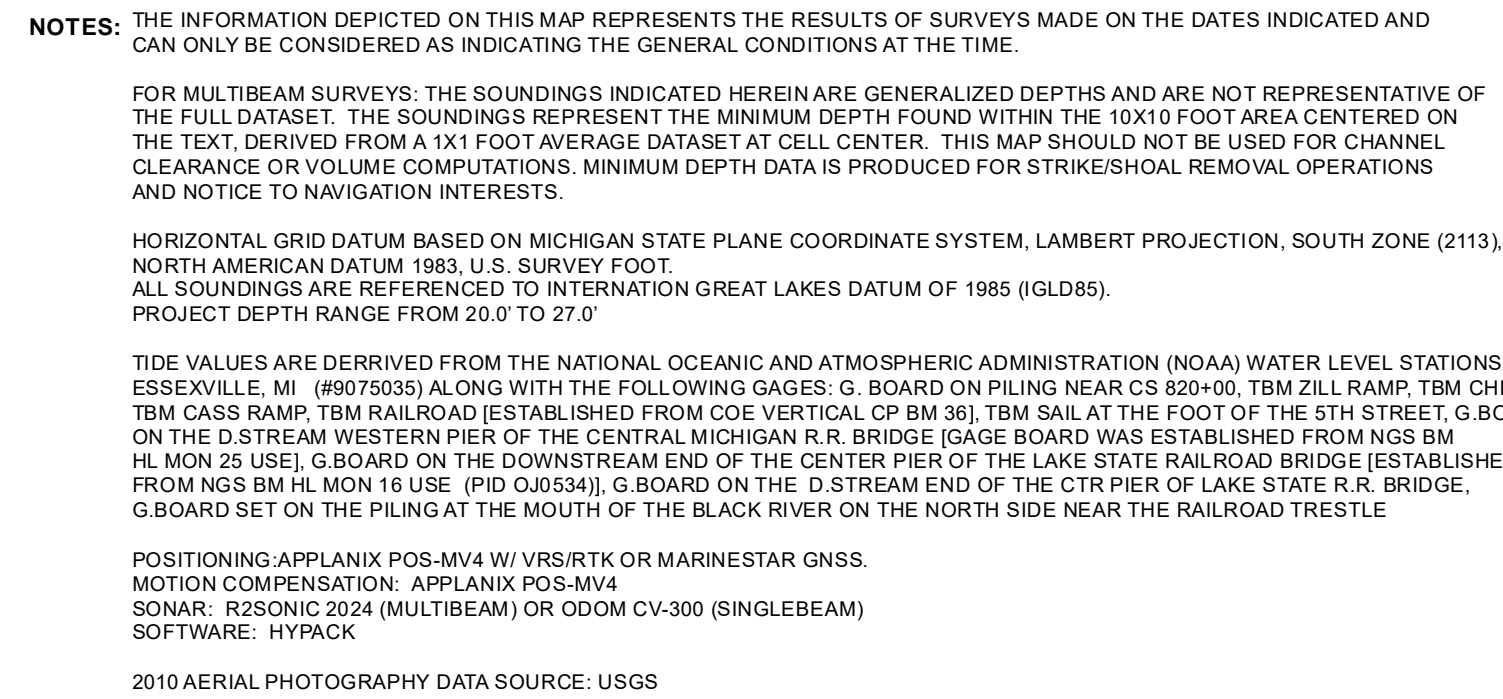 NOTES: THE INFORMATION DEPICTED ON THIS MAP REPRESENTS THE RESULTS OF SURVEYS MADE ON THE DATES INDICATED AND
CAN ONLY BE CONSIDERED AS INDICATING THE GENERAL CONDITIONS AT THE TIME.
FOR MULTIBEAM SURVEYS: THE SOUNDINGS INDICATED HEREIN ARE GENERALIZED DEPTHS AND ARE NOT REPRESENTATIVE OF
THE FULL DATASET. THE SOUNDINGS REPRESENT THE MINIMUM DEPTH FOUND WITHIN THE 10X10 FOOT AREA CENTERED ON
THE TEXT, DERIVED FROM A 1X1 FOOT AVERAGE DATASET AT CELL CENTER. THIS MAP SHOULD NOT BE USED FOR CHANNEL
CLEARANCE OR VOLUME COMPUTATIONS. MINIMUM DEPTH DATA IS PRODUCED FOR STRIKE/SHOAL REMOVAL OPERATIONS
AND NOTICE TO NAVIGATION INTERESTS.
HORIZONTAL GRID DATUM BASED ON MICHIGAN STATE PLANE COORDINATE SYSTEM, LAMBERT PROJECTION, SOUTH ZONE (2113),
NORTH AMERICAN DATUM 1983, U.S. SURVEY FOOT.
ALL SOUNDINGS ARE REFERENCED TO INTERNATION GREAT LAKES DATUM OF 1985 (IGLD85).
PROJECT DEPTH RANGE FROM 20.0' TO 27.0'
TIDE VALUES ARE DERRIVED FROM THE NATIONAL OCEANIC AND ATMOSPHERIC ADMINISTRATION (NOAA) WATER LEVEL STATIONS
ESSEXVILLE, MI (#9075035) ALONG WITH THE FOLLOWING GAGES: G. BOARD ON PILING NEAR CS 820+00, TBM ZILL RAMP, TBM
TBM CASS RAMP, TBM RAILROAD [ESTABLISHED FROM COE VERTICAL CP BM 36], TBM SAIL AT THE FOOT OF THE 5TH STREET,
ON THE D.STREAM WESTERN PIER OF THE CENTRAL MICHIGAN R.R. BRIDGE [GAGE BOARD WAS ESTABLISHED FROM NGS BM
HL MON 25 USE], G.BOARD ON THE DOWNSTREAM END OF THE CENTER PIER OF THE LAKE STATE RAILROAD BRIDGE
FROM NGS BM HL MON 16 USE (PID OJ0534)], G.BOARD ON THE D.STREAM END OF THE CTR PIER OF LAKE STATE R.R. BRIDGE,
G.BOARD SET ON THE PILING AT THE MOUTH OF THE BLACK RIVER ON THE NORTH SIDE NEAR THE RAILROAD TRESTLE
POSITIONING:APPLANIX POS-MV4 W/ VRS/RTK OR MARINESTAR GNSS.
MOTION COMPENSATION: APPLANIX POS-MV4
SONAR: R2SONIC 2024 (MULTIBEAM) OR ODOM CV-300 (SINGLEBEAM)
SOFTWARE: HYPACK
2010 AERIAL PHOTOGRAPHY DATA SOURCE: USGS